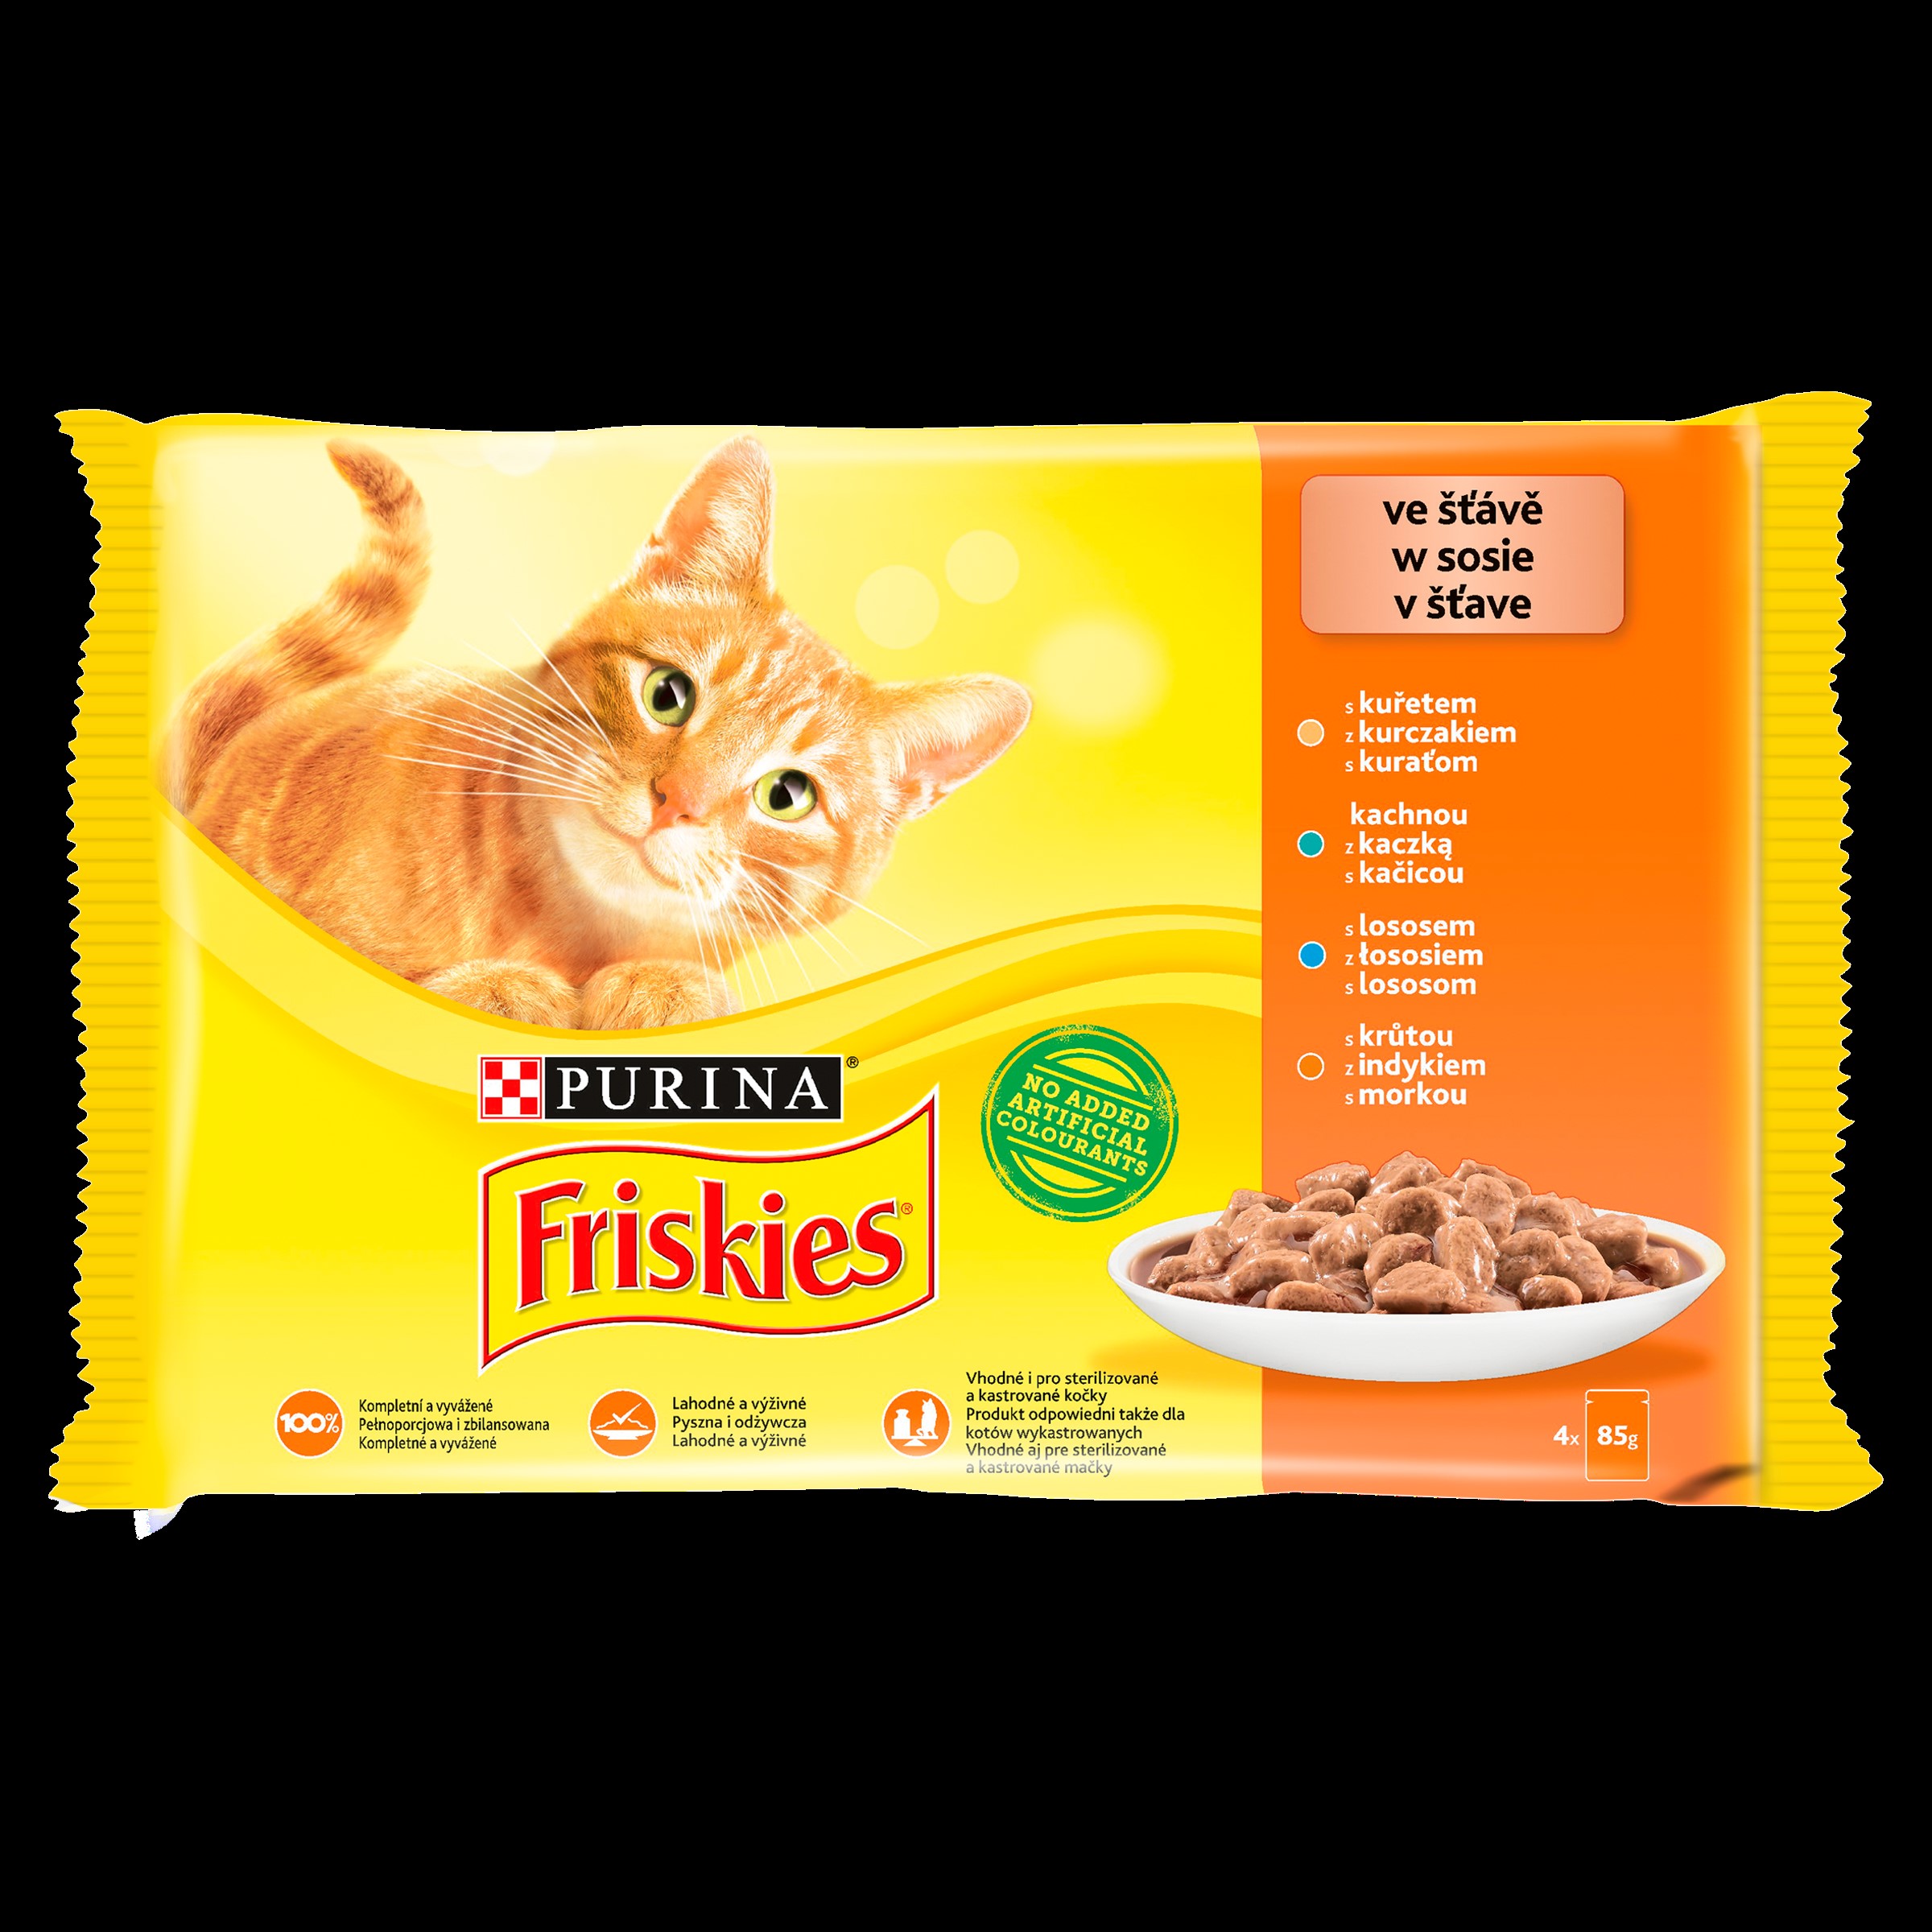 ve šťávě
w sosie
v šťave
s kuřetem
z kurczakiem
s kuraťom
kachnou
z kaczką
s kačicou
s lososem
z łososiem
s lososom
s krůtou
z indykiem
s morkou
PURINA®
Friskies®
NO ADDED
ARTIFICIAL
COLOURANTS
100%
Kompletní a vyvážené
Pełnoporcjowa i zbilansowana
Kompletné a vyvážené
Lahodné a výživné
Pyszna i odżywcza
Lahodné a výživné
Vhodné i pro sterilizované
a kastrované kočky
Produkt odpowiedni także dla
kotów wykastrowanych
Vhodné aj pre sterilizované
a kastrované mačky
4x 85g